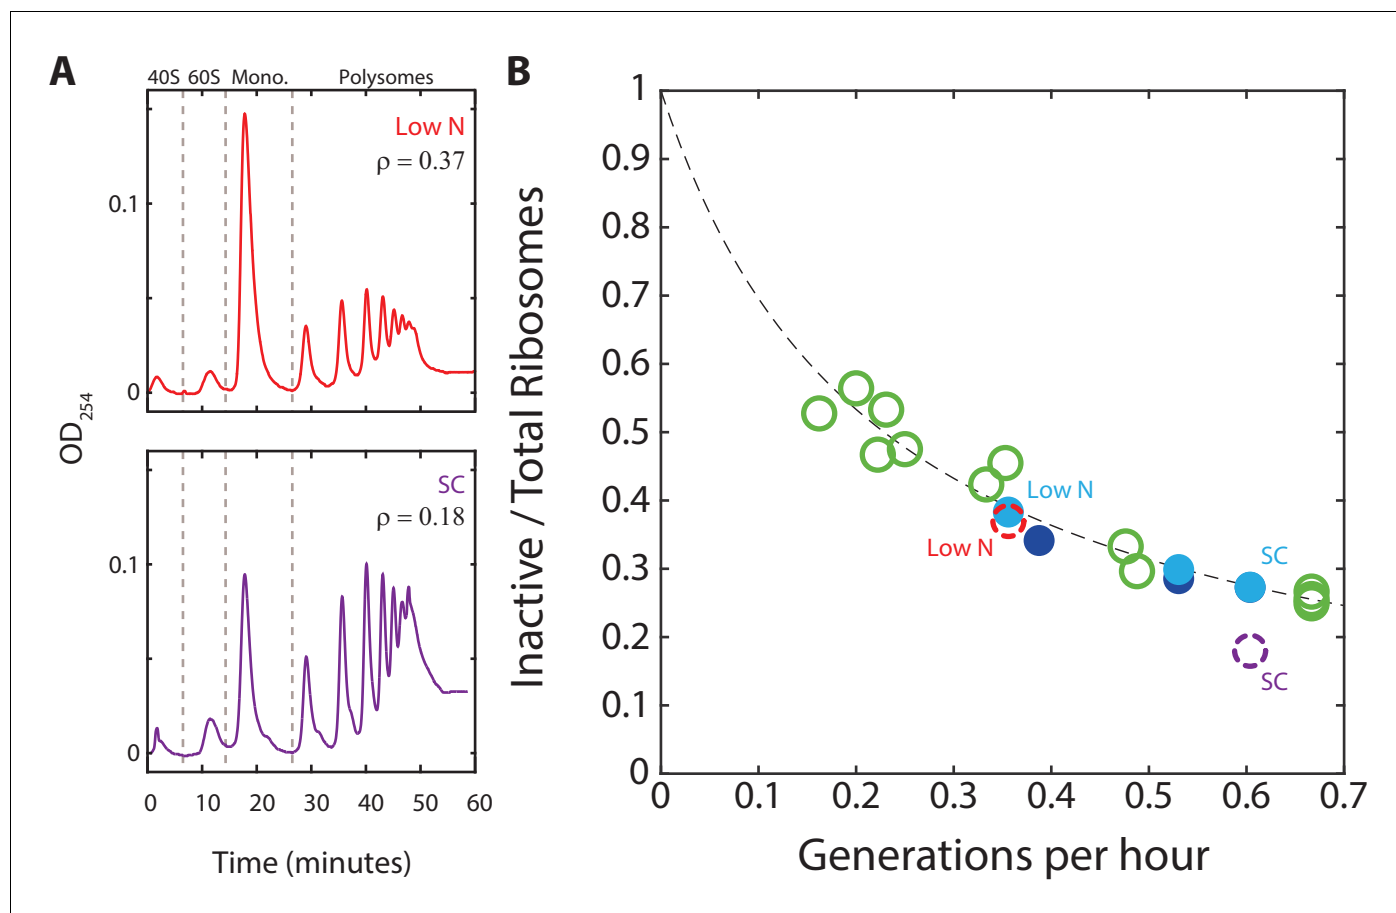 A
40S 60S Mono. Polysomes
Low N
ρ = 0.37
0.1
0
SC
ρ = 0.18
0.1
0
OD254
0 10 20 30 40 50 60
Time (minutes)
B
1
0.9
0.8
0.7
0.6
0.5
0.4
0.3
0.2
0.1
0
Inactive / Total Ribosomes
Low N
Low N
SC
SC
0 0.1 0.2 0.3 0.4 0.5 0.6 0.7
Generations per hour